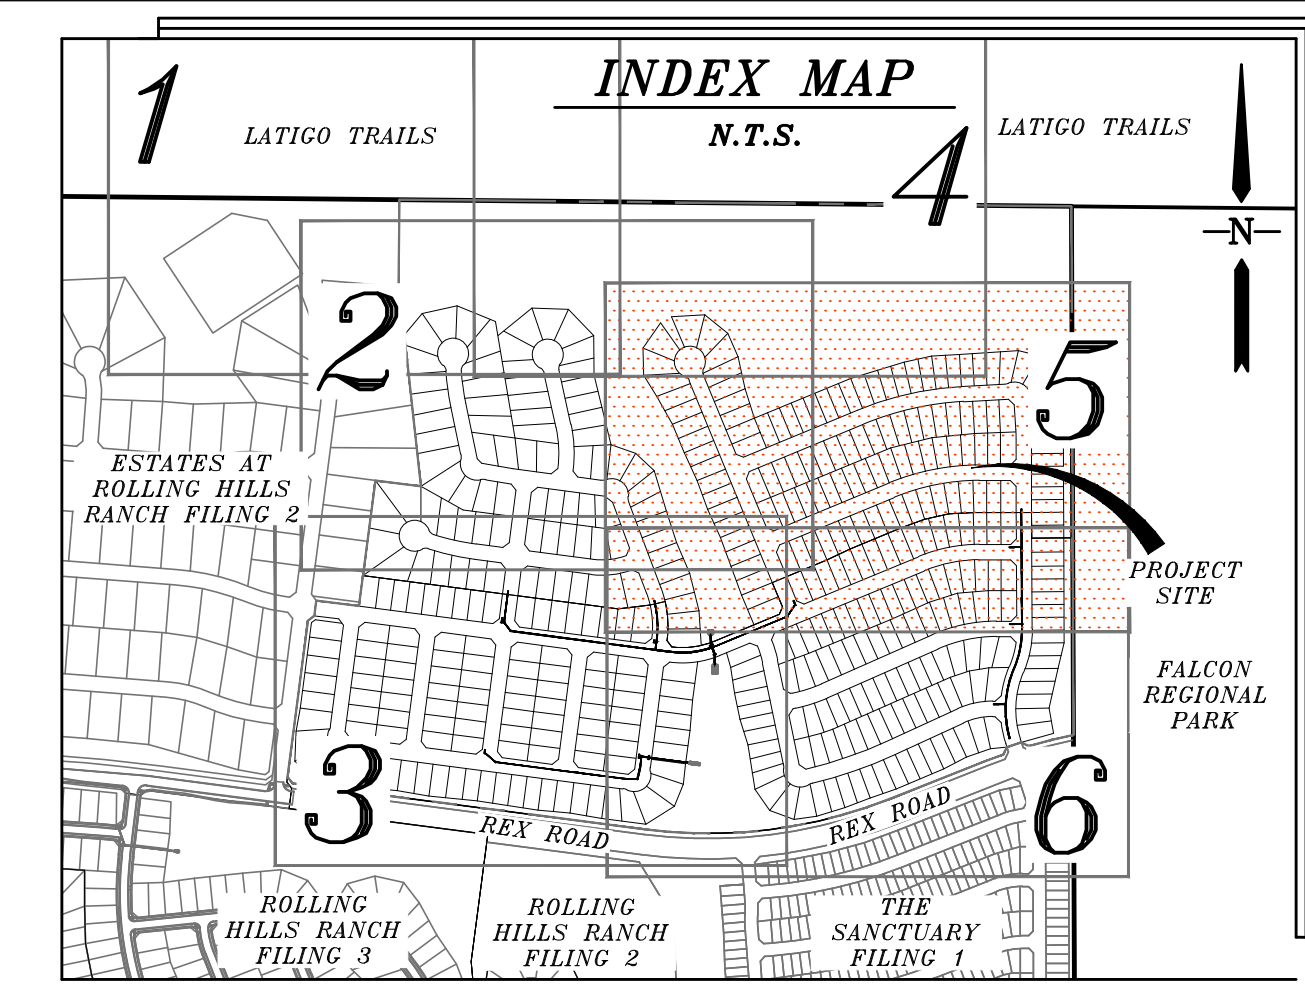 INDEX MAP
N.T.S.
1
LATIGO TRAILS
4
LATIGO TRAILS
N
2
5
ESTATES AT
ROLLING HILLS
RANCH FILING 2
PROJECT
SITE
FALCON
REGIONAL
PARK
3
6
REX ROAD
REX ROAD
ROLLING
HILLS RANCH
FILING 3
ROLLING
HILLS RANCH
FILING 2
THE
SANCTUARY
FILING 1